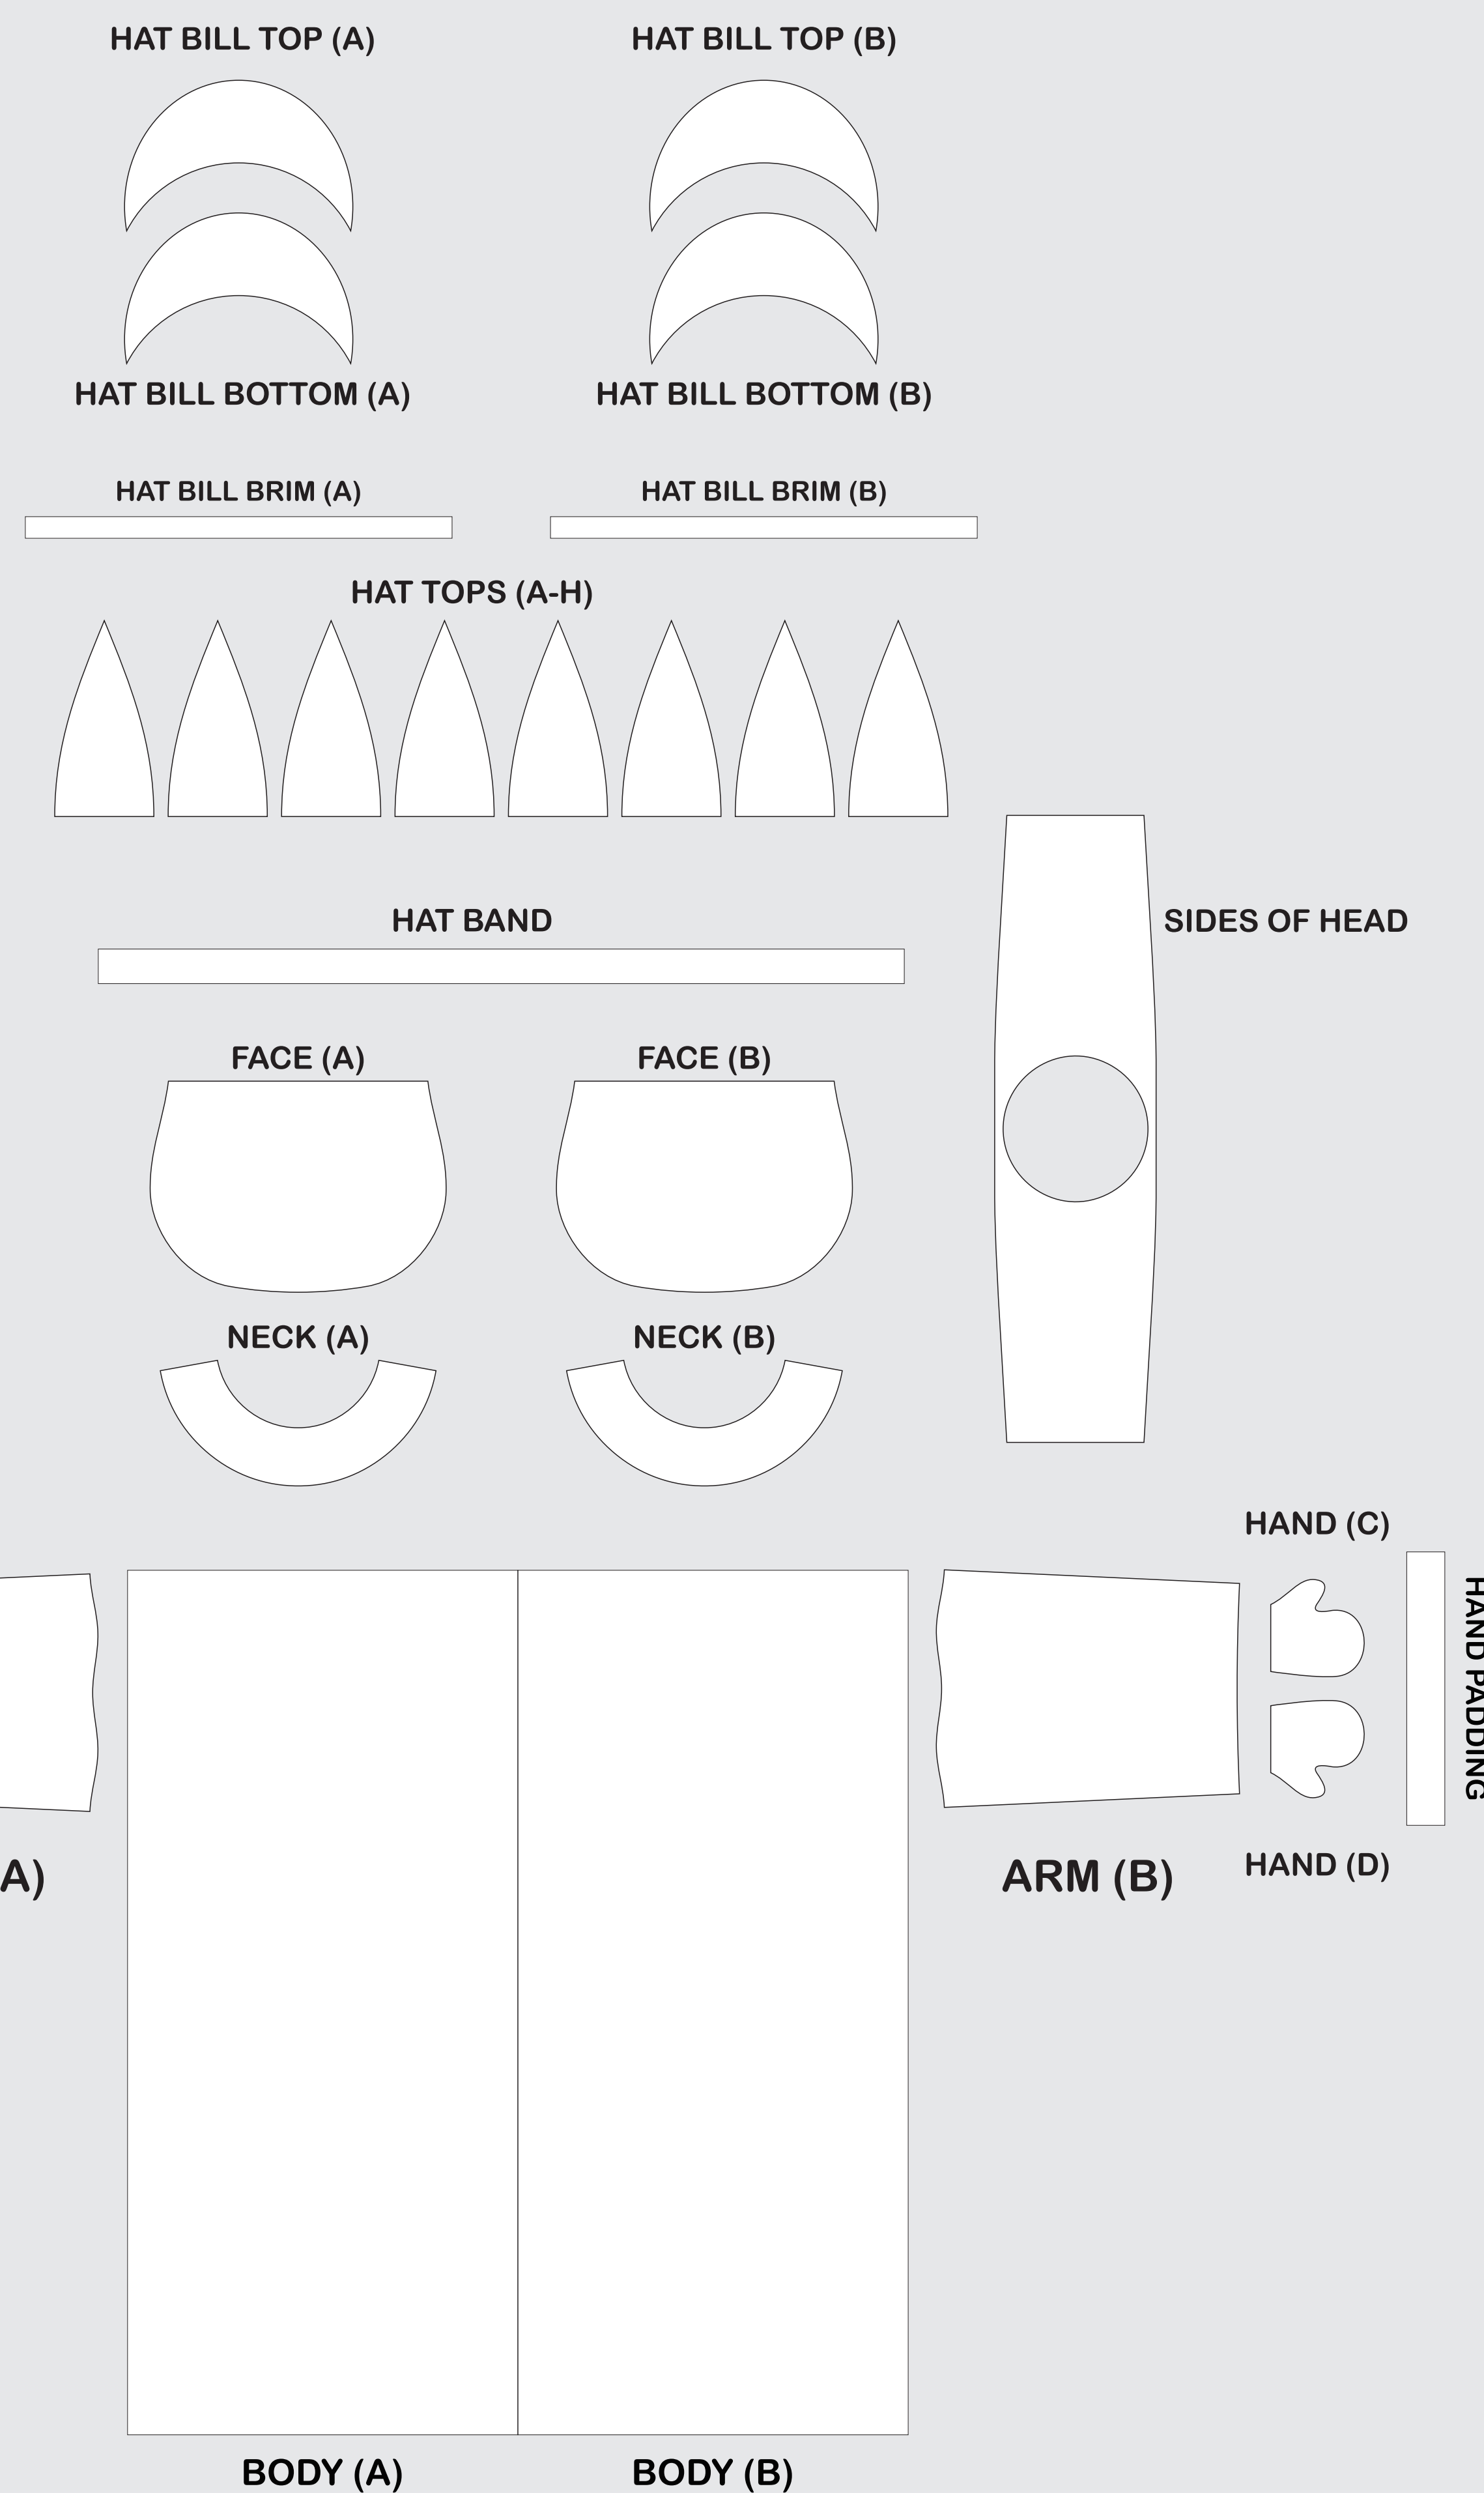 HAT BILL TOP (A)
HAT BILL TOP (B)
HAT BILL BOTTOM (A)
HAT BILL BOTTOM (B)
HAT BILL BRIM (A)
HAT BILL BRIM (B)
HAT TOPS (A-H)
HAT BAND
SIDES OF HEAD
FACE (A)
FACE (B)
NECK (A)
NECK (B)
HAND (C)
HAND PADDING
A)
ARM (B)
HAND (D)
BODY (A)
BODY (B)